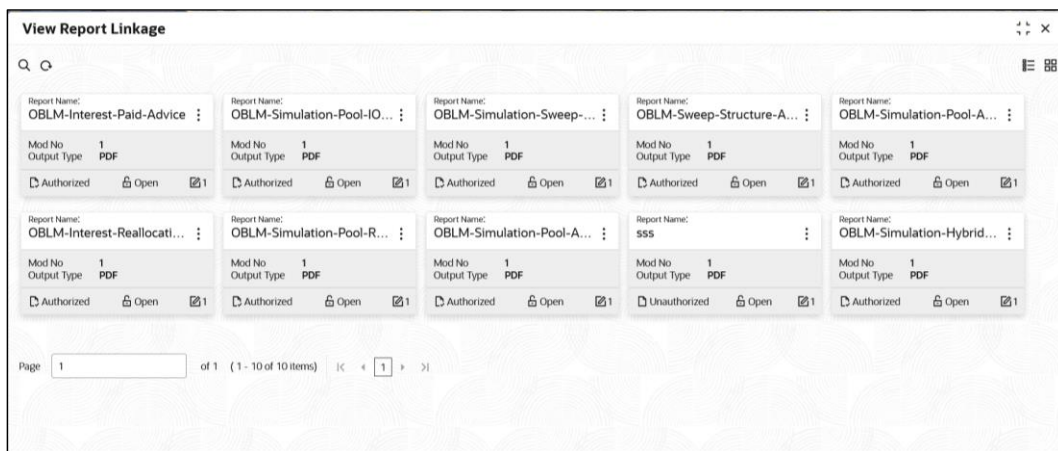 View Report Linkage
Report Name: Report Name: Report Name: Report Name: Report Name:
OBLM-Interest-Paid-Advice OBLM-Simulation-Pool-IO... OBLM-Simulation-Sweep-... OBLM-Sweep-Structure-A... OBLM-Simulation-Pool-A...
Mod No 1 Mod No 1 Mod No 1 Mod No 1 Mod No 1
Output Type PDF Output Type PDF Output Type PDF Output Type PDF Output Type PDF
Authorized Open 1 Authorized Open 1 Authorized Open 1 Authorized Open 1 Authorized Open 1
Report Name: Report Name: Report Name: Report Name: Report Name:
OBLM-Interest-Reallocati... OBLM-Simulation-Pool-R... OBLM-Simulation-Pool-A... sss OBLM-Simulation-Hybrid...
Mod No 1 Mod No 1 Mod No 1 Mod No 1 Mod No 1
Output Type PDF Output Type PDF Output Type PDF Output Type PDF Output Type PDF
Authorized Open 1 Authorized Open 1 Authorized Open 1 Unauthorized Open 1 Authorized Open 1
Page 1 of 1 (1 - 10 of 10 items) 1